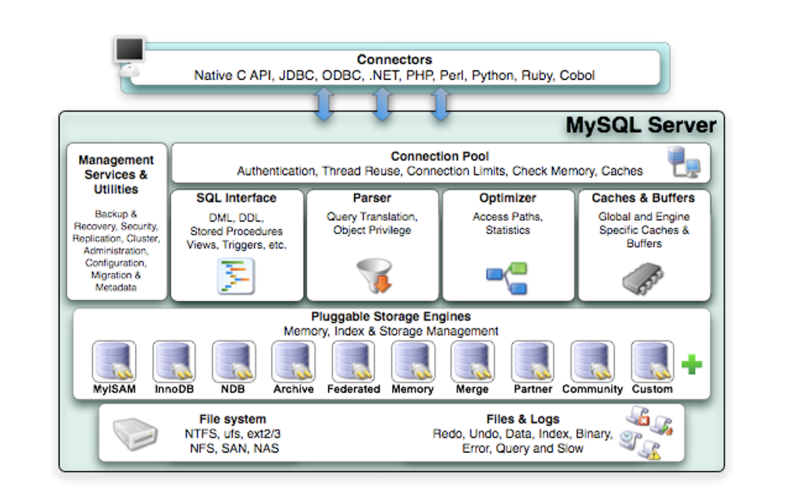 Connectors
Native C API, JDBC, ODBC, .NET, PHP, Perl, Python, Ruby, Cobol
MySQL Server
Management
Services &
Utilities
Backup &
Recovery, Security,
Replication, Cluster,
Administration,
Configuration,
Migration &
Metadata
Connection Pool
Authentication, Thread Reuse, Connection Limits, Check Memory, Caches
SQL Interface
DML, DDL,
Stored Procedures
Views, Triggers, etc.
Parser
Query Translation,
Object Privilege
Optimizer
Access Paths,
Statistics
Caches & Buffers
Global and Engine
Specific Caches &
Buffers
Pluggable Storage Engines
Memory, Index & Storage Management
MyISAM InnoDB NDB Archive Federated Memory Merge Partner Community Custom
File system
NTFS, ufs, ext2/3
NFS, SAN, NAS
Files & Logs
Redo, Undo, Data, Index, Binary,
Error, Query and Slow